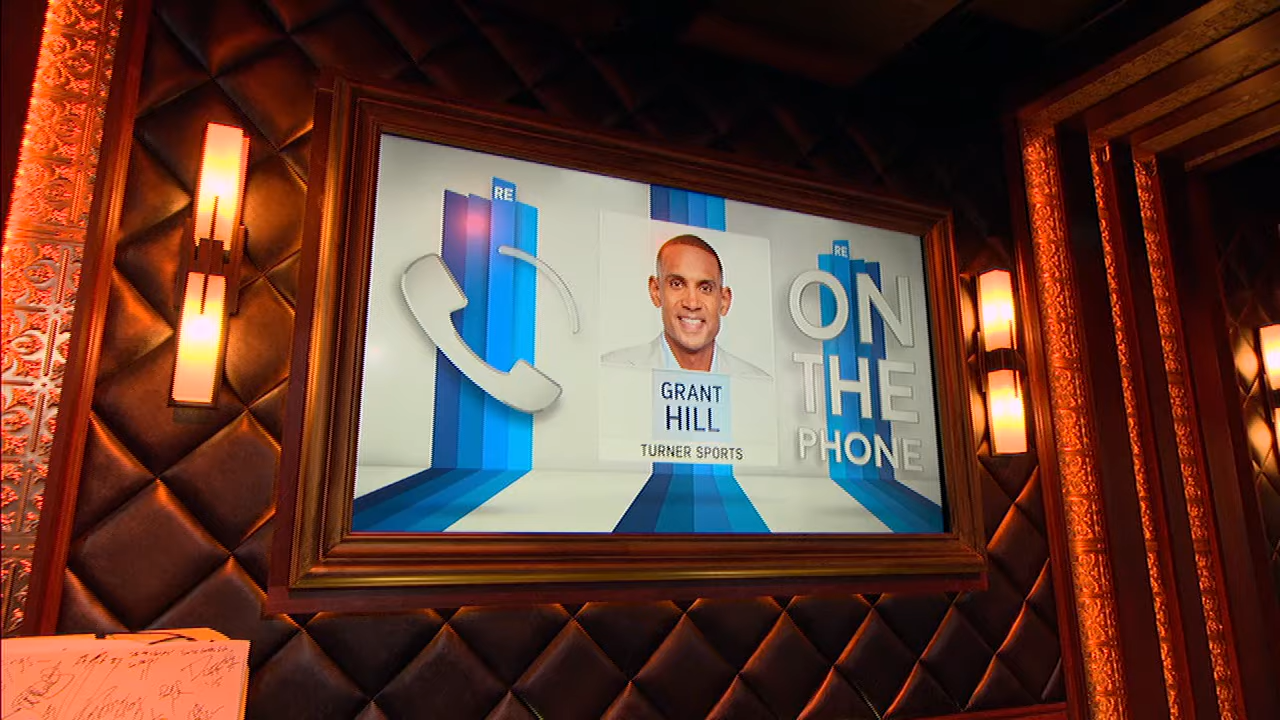 RE
GRANT
HILL
TURNER SPORTS
RE
ON
THE
PHONE